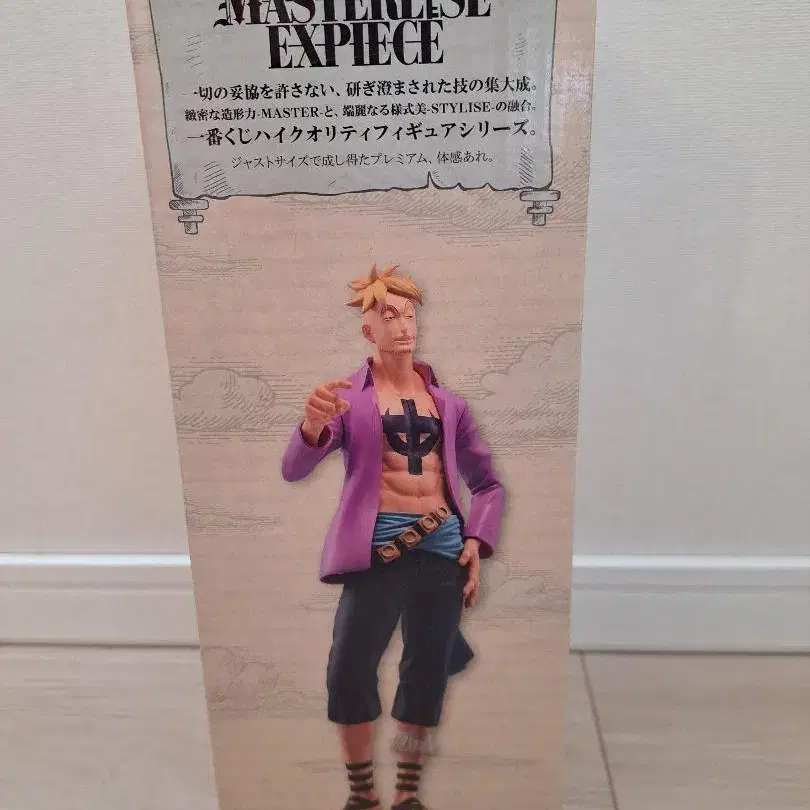 MASTERLISE
EXPIECE
一切の妥協を許さない、研ぎ澄まされた技の集大成。
緻密な造形力-MASTER-と、端麗なる様式美-STYLISE-の融合。
一番くじハイクオリティフィギュアシリーズ。
ジャストサイズで成し得たプレミアム、体感あれ。